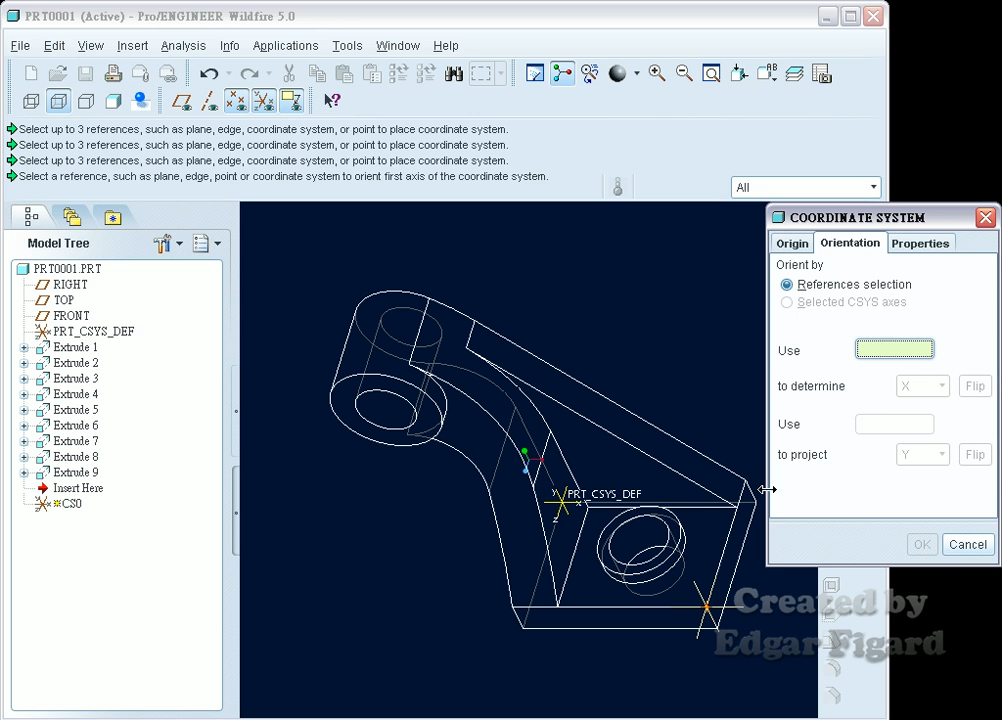 PRT0001 (Active) - Pro/ENGINEER Wildfire 5.0
File Edit View Insert Analysis Info Applications Tools Window Help
Select up to 3 references, such as plane, edge, coordinate system, or point to place coordinate system.
Select up to 3 references, such as plane, edge, coordinate system, or point to place coordinate system.
Select up to 3 references, such as plane, edge, coordinate system, or point to place coordinate system.
Select a reference, such as plane, edge, point or coordinate system to orient first axis of the coordinate system.
All
Model Tree
PRT0001.PRT
RIGHT
TOP
FRONT
PRT_CSYS_DEF
Extrude 1
Extrude 2
Extrude 3
Extrude 4
Extrude 5
Extrude 6
Extrude 7
Extrude 8
Extrude 9
Insert Here
CS0
Y PRT_CSYS_DEF
X
Z
COORDINATE SYSTEM
Origin Orientation Properties
Orient by
References selection
Selected CSYS axes
Use
to determine X Flip
Use
to project Y Flip
OK Cancel
Created by
Edgar Figard